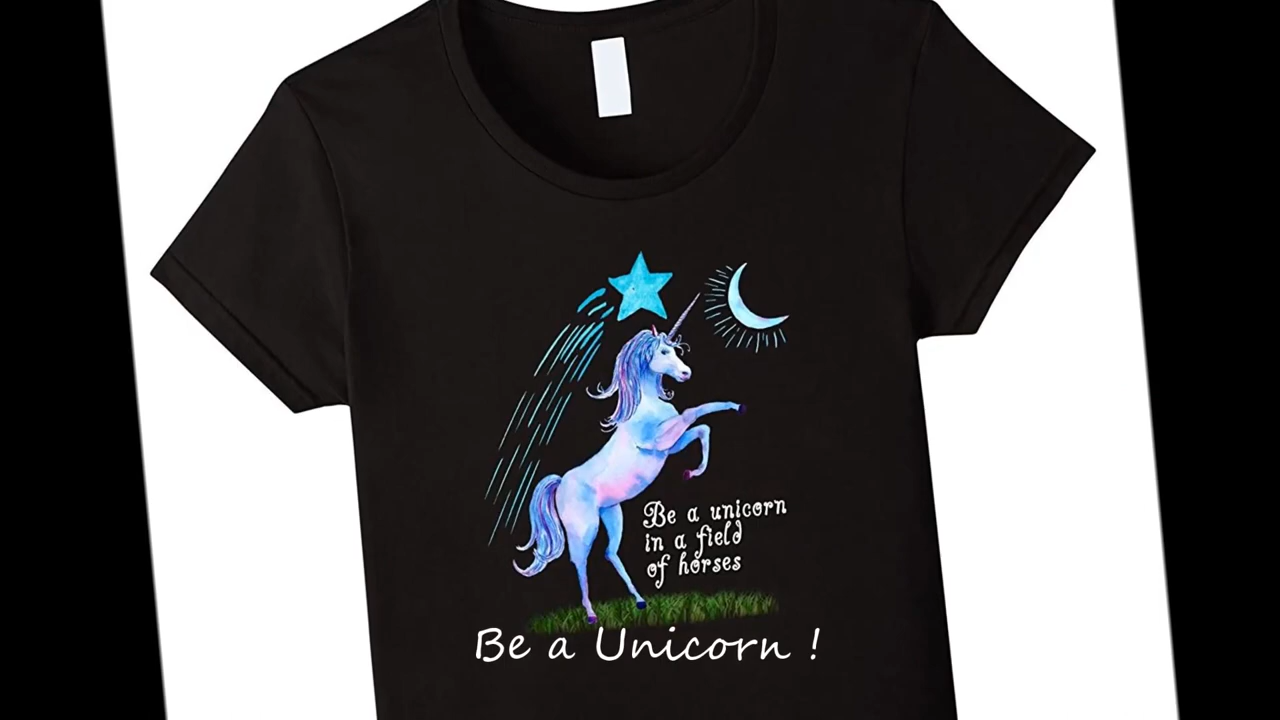 Be a unicorn
in a field
of horses
Be a Unicorn !